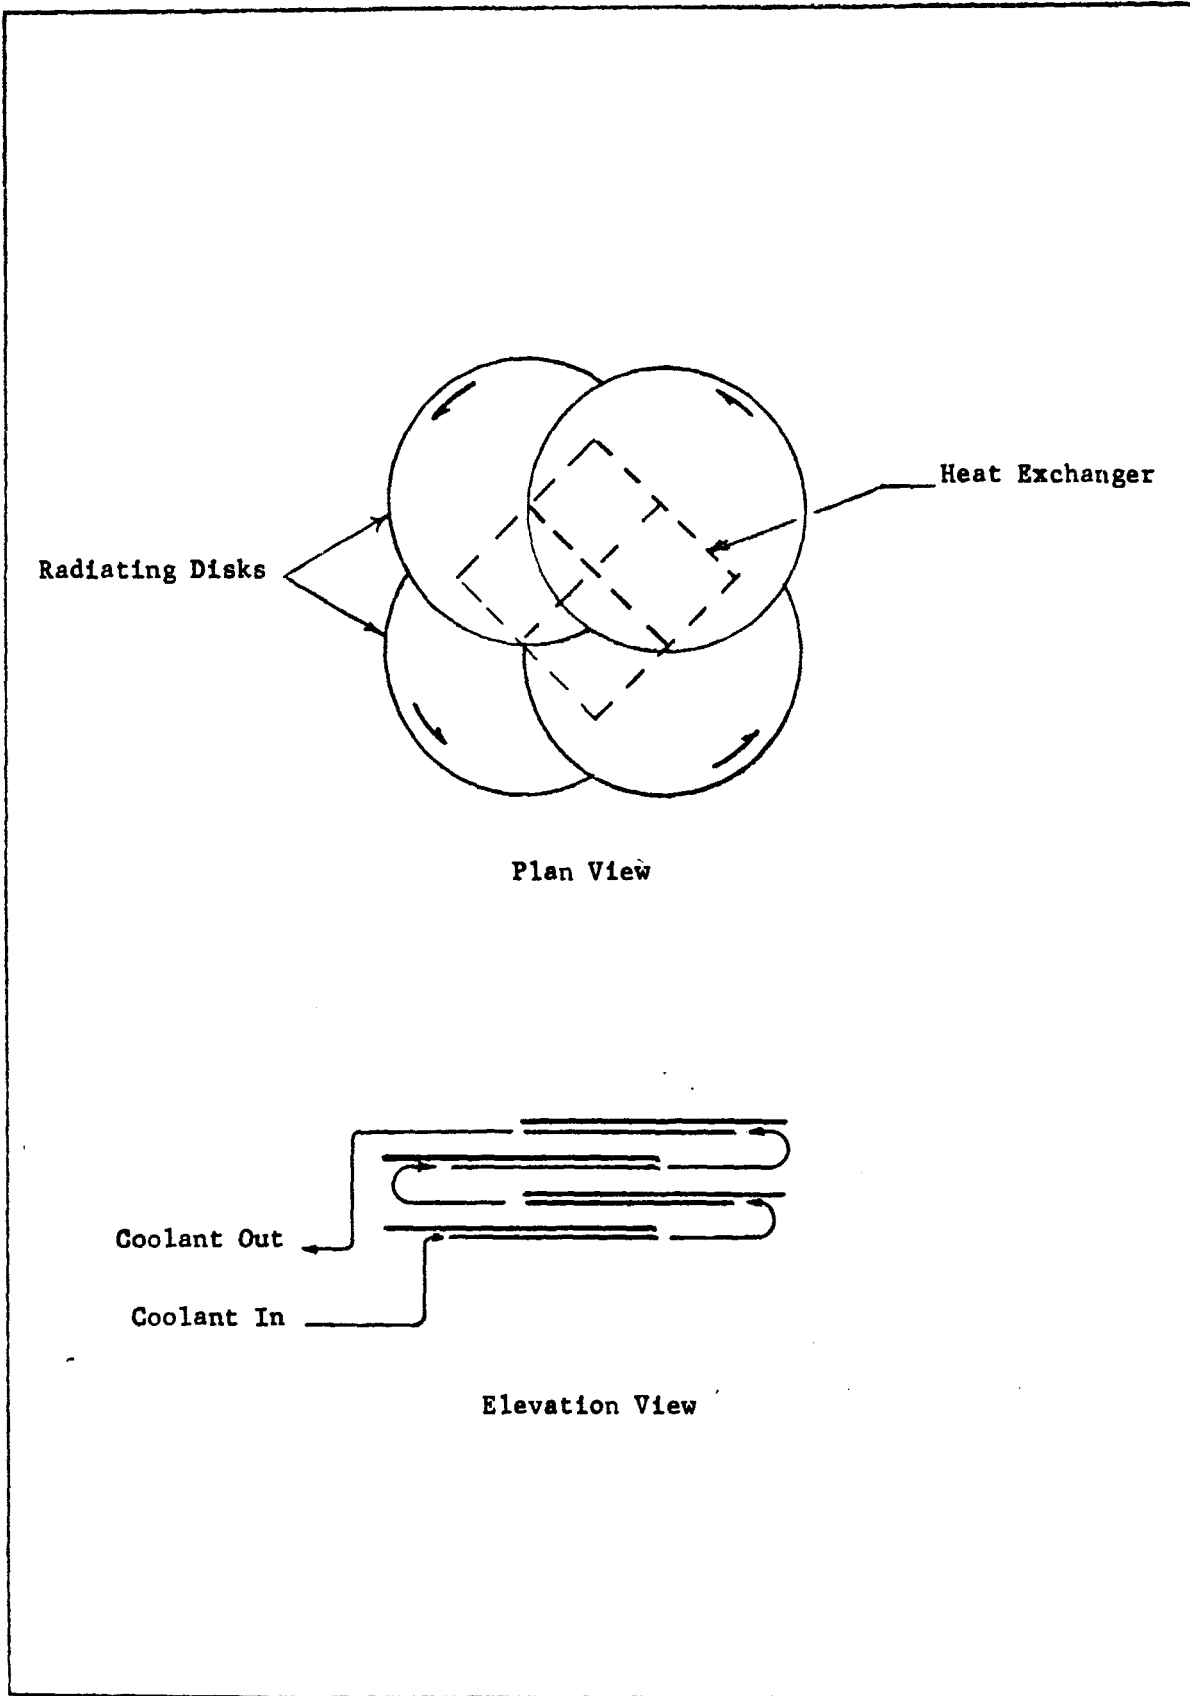 Heat Exchanger
Radiating Disks
Plan View
Coolant Out
Coolant In
Elevation View